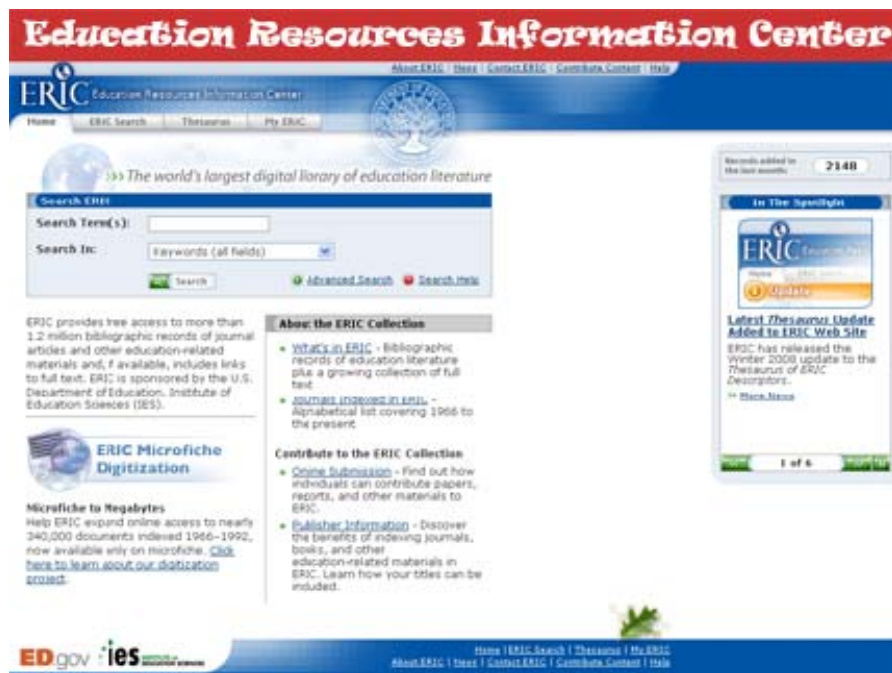 Education Resources Information Center
About ERIC | News | Contact ERIC | Contribute Content | Help
ERIC Education Resources Information Center
Home ERIC Search Thesaurus My ERIC
>>> The world's largest digital library of education literature
Search ERIC
Search Term(s):
Search In: Keywords (all fields)
Search Advanced Search Search Help
ERIC provides free access to more than
1.2 million bibliographic records of journal
articles and other education-related
materials and, if available, includes links
to full text. ERIC is sponsored by the U.S.
Department of Education, Institute of
Education Sciences (IES).
ERIC Microfiche
Digitization
Microfiche to Megabytes
Help ERIC expand online access to nearly
340,000 documents indexed 1966–1992,
now available only on microfiche. Click
here to learn about our digitization
project.
About the ERIC Collection
What's in ERIC - Bibliographic
records of education literature
plus a growing collection of full
text
Journals Indexed in ERIC -
Alphabetical list covering 1966 to
the present
Contribute to the ERIC Collection
Online Submission - Find out how
individuals can contribute papers,
reports, and other materials to
ERIC.
Publisher Information - Discover
the benefits of indexing journals,
books, and other
education-related materials in
ERIC. Learn how your titles can be
included.
Records added in
the last month: 2148
In The Spotlight
ERIC Education Re
Home ERIC Search
Update
Latest Thesaurus Update
Added to ERIC Web Site
ERIC has released the
Winter 2008 update to the
Thesaurus of ERIC
Descriptors.
>> More News
1 of 6
ED.gov ies INSTITUTE OF EDUCATION SCIENCES
Home | ERIC Search | Thesaurus | My ERIC
About ERIC | News | Contact ERIC | Contribute Content | Help